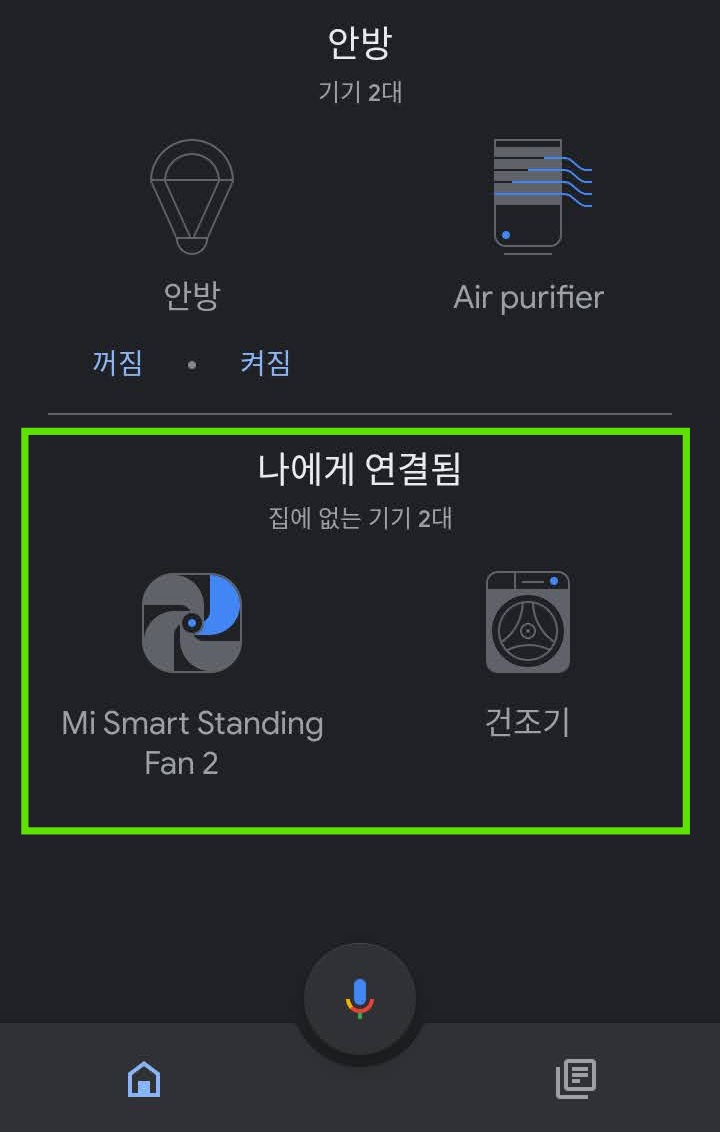 안방
기기 2대
안방
Air purifier
꺼짐 • 켜짐
나에게 연결됨
집에 없는 기기 2대
Mi Smart Standing
Fan 2
건조기